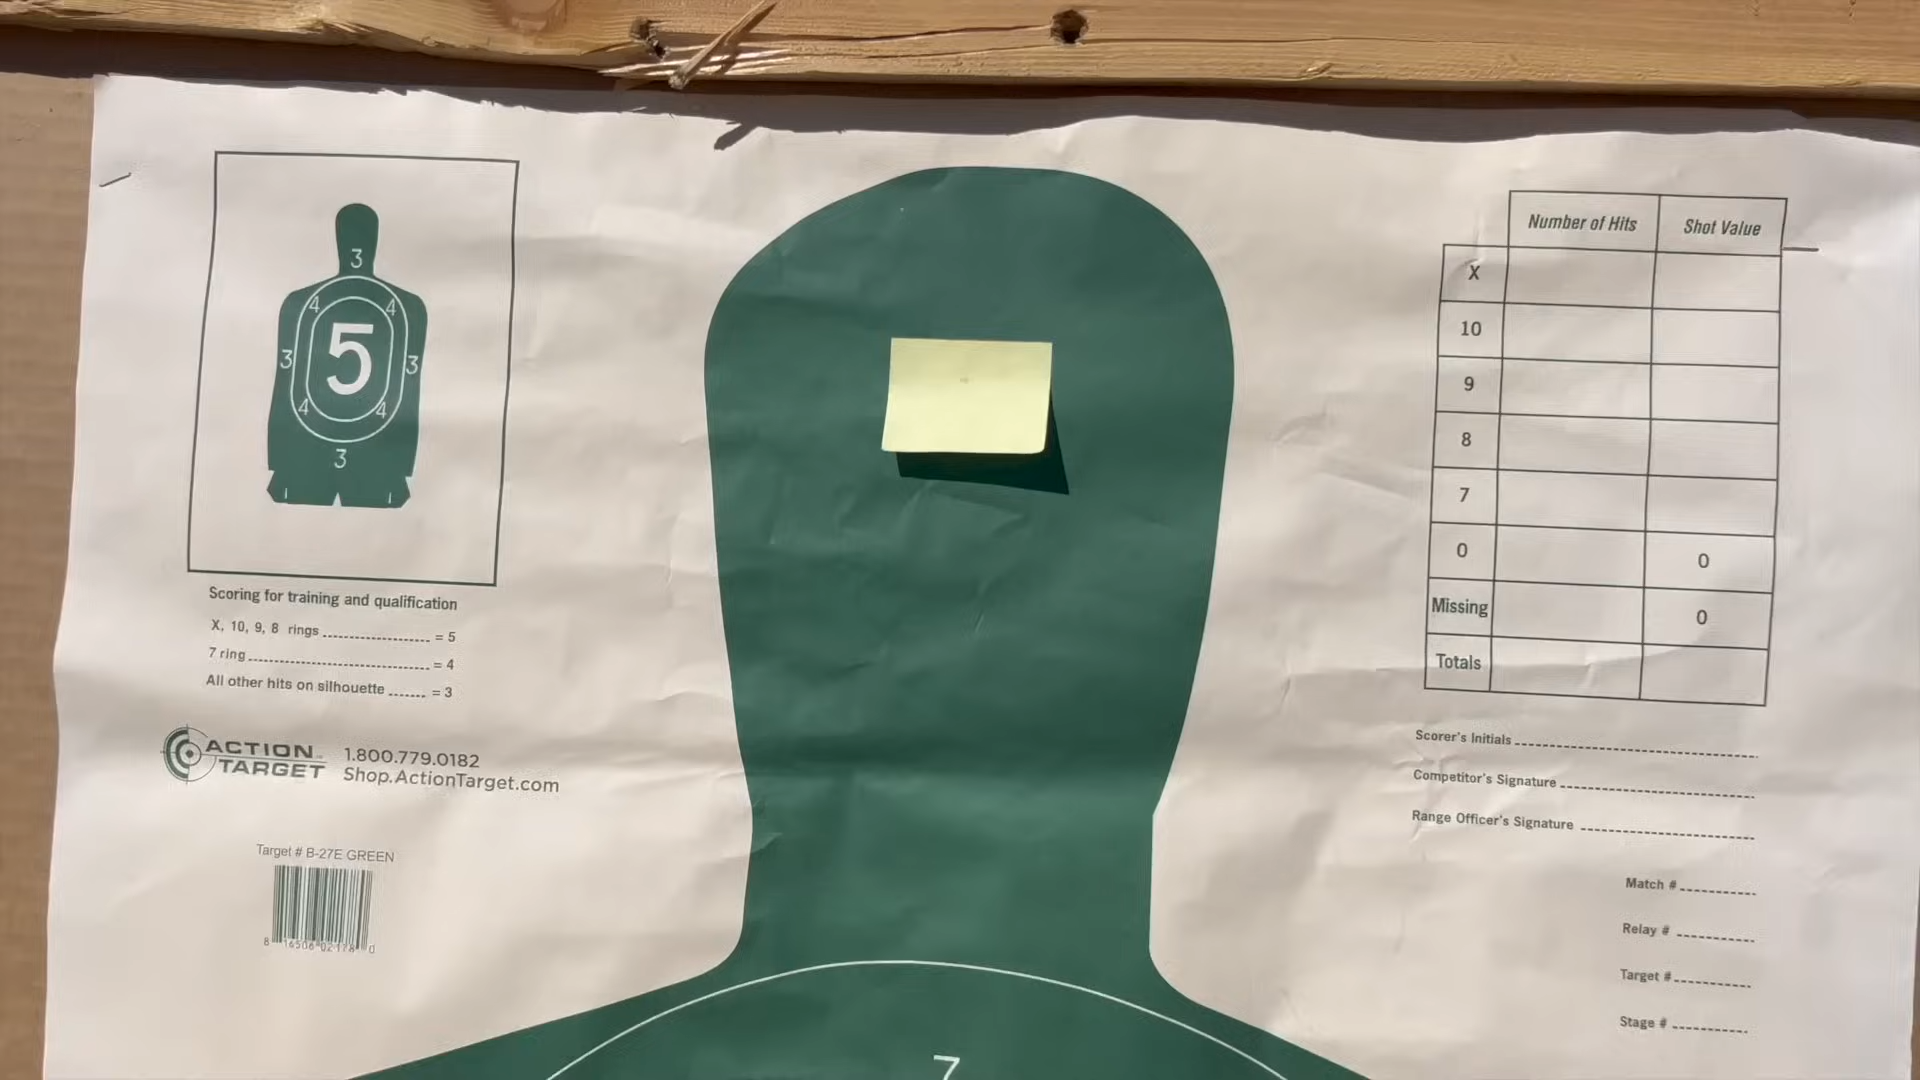 3
4 4
5
3 3
4 4
3
Scoring for training and qualification
X, 10, 9, 8 rings = 5
7 ring = 4
All other hits on silhouette = 3
ACTION
TARGET
1.800.779.0182
Shop.ActionTarget.com
Target # B-27E GREEN
7
Number of Hits Shot Value
X
10
9
8
7
0 0
Missing 0
Totals
Scorer's Initials
Competitor's Signature
Range Officer's Signature
Match #
Relay #
Target #
Stage #